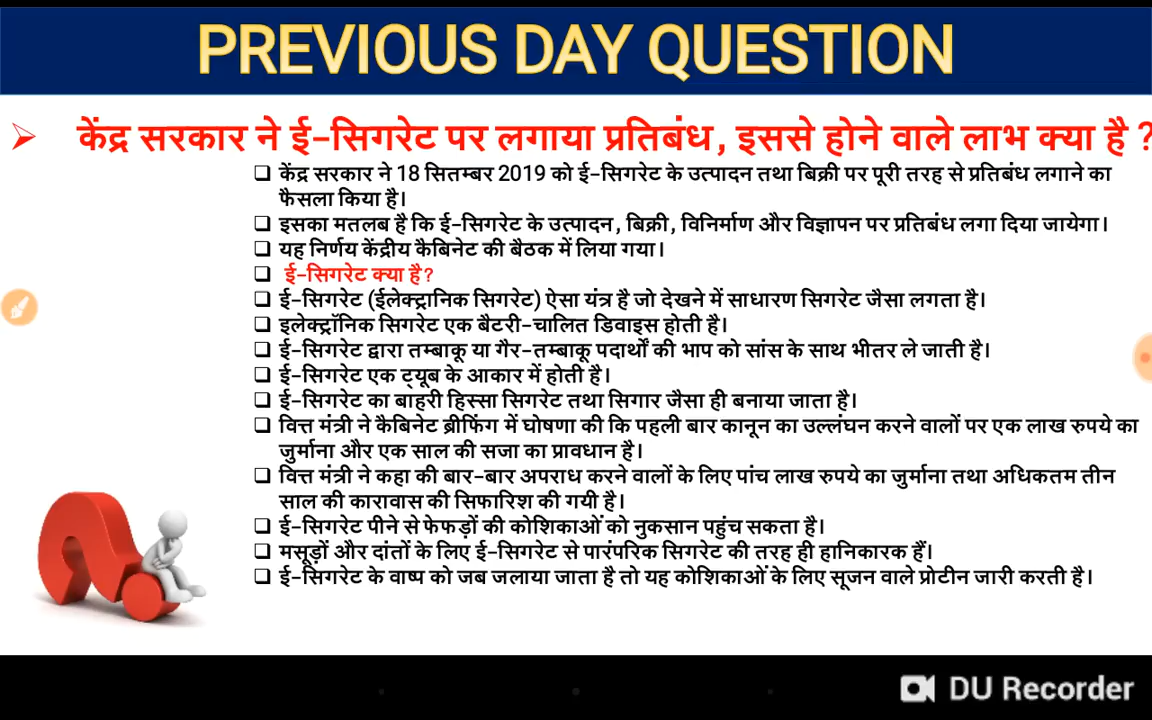 PREVIOUS DAY QUESTION
➢ केंद्र सरकार ने ई-सिगरेट पर लगाया प्रतिबंध, इससे होने वाले लाभ क्या है ?
❑ केंद्र सरकार ने 18 सितम्बर 2019 को ई-सिगरेट के उत्पादन तथा बिक्री पर पूरी तरह से प्रतिबंध लगाने का
फैसला किया है।
❑ इसका मतलब है कि ई-सिगरेट के उत्पादन, बिक्री, विनिर्माण और विज्ञापन पर प्रतिबंध लगा दिया जायेगा।
❑ यह निर्णय केंद्रीय कैबिनेट की बैठक में लिया गया।
❑ ई-सिगरेट क्या है?
❑ ई-सिगरेट (ईलेक्ट्रानिक सिगरेट) ऐसा यंत्र है जो देखने में साधारण सिगरेट जैसा लगता है।
❑ इलेक्ट्रॉनिक सिगरेट एक बैटरी-चालित डिवाइस होती है।
❑ ई-सिगरेट द्वारा तम्बाकू या गैर-तम्बाकू पदार्थों की भाप को सांस के साथ भीतर ले जाती है।
❑ ई-सिगरेट एक ट्यूब के आकार में होती है।
❑ ई-सिगरेट का बाहरी हिस्सा सिगरेट तथा सिगार जैसा ही बनाया जाता है।
❑ वित्त मंत्री ने कैबिनेट ब्रीफिंग में घोषणा की कि पहली बार कानून का उल्लंघन करने वालों पर एक लाख रुपये का
जुर्माना और एक साल की सजा का प्रावधान है।
❑ वित्त मंत्री ने कहा की बार-बार अपराध करने वालों के लिए पांच लाख रुपये का जुर्माना तथा अधिकतम तीन
साल की कारावास की सिफारिश की गयी है।
❑ ई-सिगरेट पीने से फेफड़ों की कोशिकाओं को नुकसान पहुंच सकता है।
❑ मसूड़ों और दांतों के लिए ई-सिगरेट से पारंपरिक सिगरेट की तरह ही हानिकारक हैं।
❑ ई-सिगरेट के वाष्प को जब जलाया जाता है तो यह कोशिकाओं के लिए सूजन वाले प्रोटीन जारी करती है।
DU Recorder